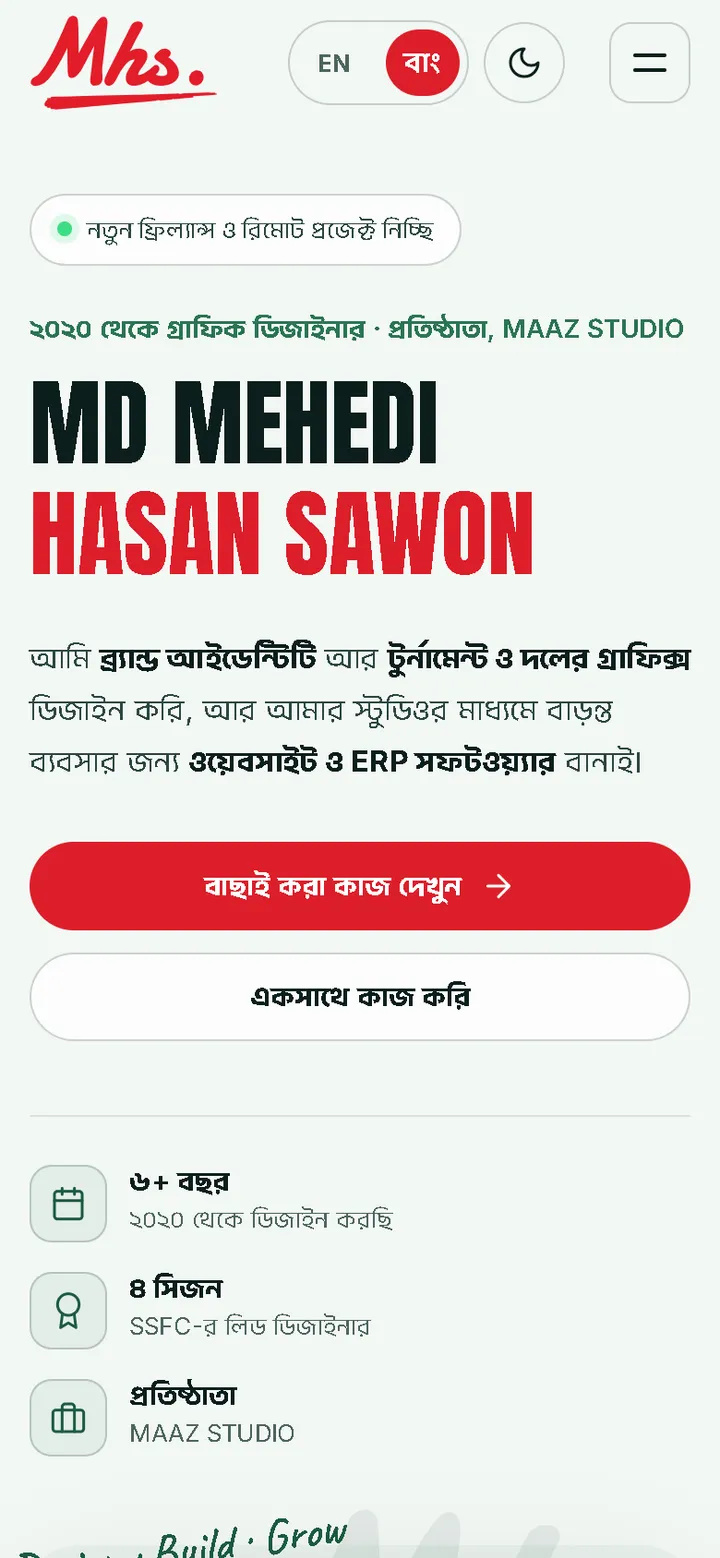 Mhs.
EN বাং
নতুন ফ্রিল্যান্স ও রিমোট প্রজেক্ট নিচ্ছি
২০২০ থেকে গ্রাফিক ডিজাইনার · প্রতিষ্ঠাতা, MAAZ STUDIO
MD MEHEDI
HASAN SAWON
আমি ব্র্যান্ড আইডেন্টিটি আর টুর্নামেন্ট ও দলের গ্রাফিক্স
ডিজাইন করি, আর আমার স্টুডিওর মাধ্যমে বাড়ন্ত
ব্যবসার জন্য ওয়েবসাইট ও ERP সফটওয়্যার বানাই।
বাছাই করা কাজ দেখুন →
একসাথে কাজ করি
৬+ বছর
২০২০ থেকে ডিজাইন করছি
৪ সিজন
SSFC-র লিড ডিজাইনার
প্রতিষ্ঠাতা
MAAZ STUDIO
Build · Grow